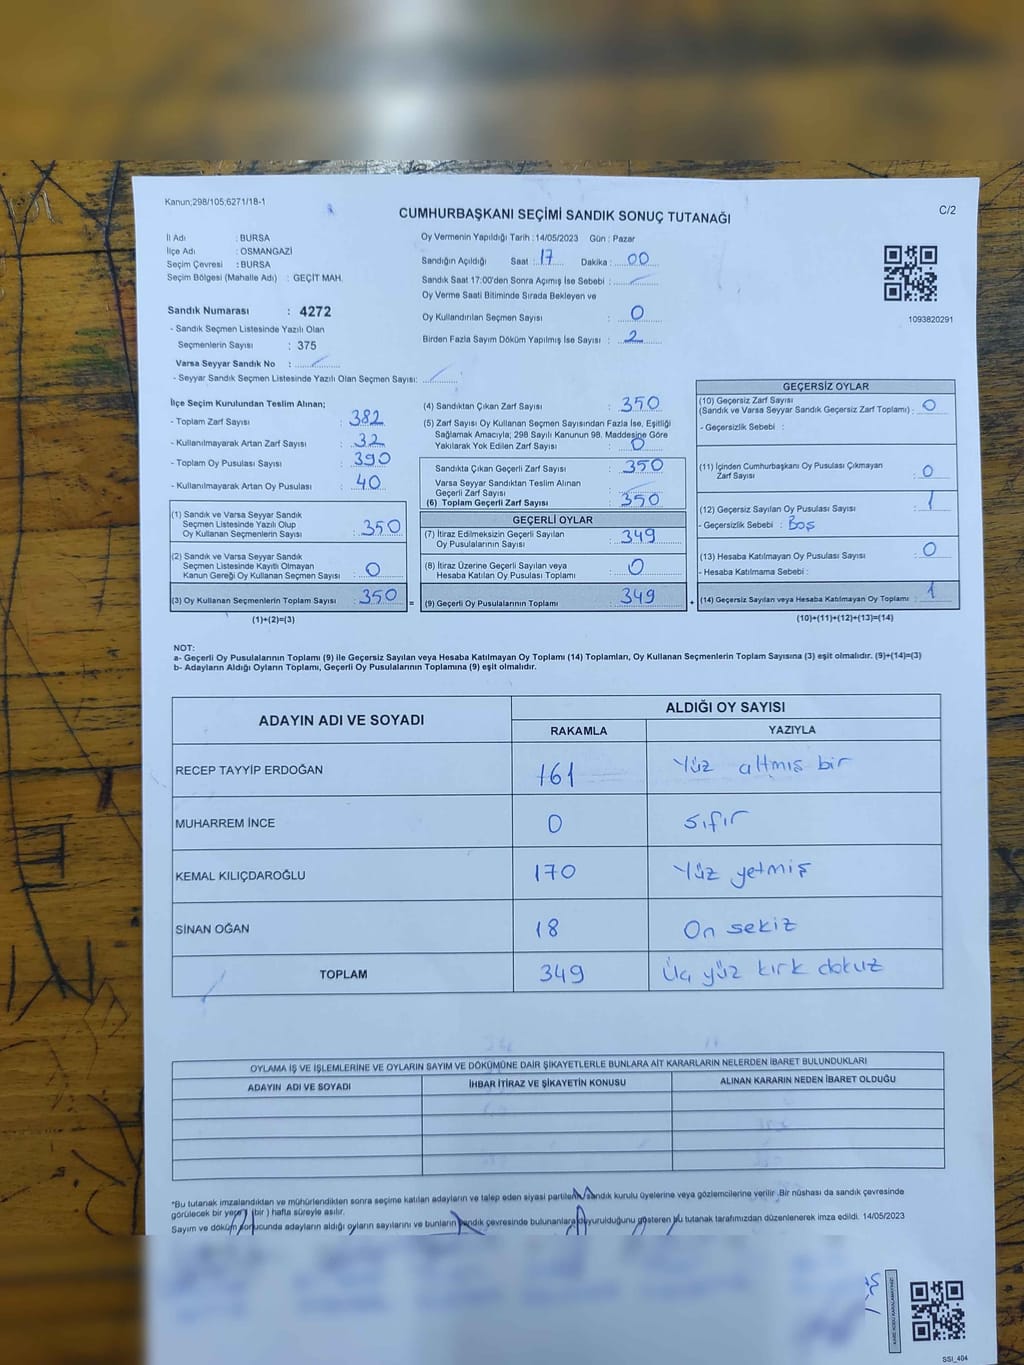 Kanun;298/105;6271/18-1
C/2
CUMHURBAŞKANI SEÇİMİ SANDIK SONUÇ TUTANAĞI
İl Adı : BURSA
İlçe Adı : OSMANGAZİ
Seçim Çevresi : BURSA
Seçim Bölgesi (Mahalle Adı) : GEÇİT MAH.
Oy Vermenin Yapıldığı Tarih : 14/05/2023 Gün : Pazar
Sandığın Açıldığı Saat : 17 Dakika : 00
Sandık Saat 17:00'den Sonra Açımış İse Sebebi :
Oy Verme Saati Bitiminde Sırada Bekleyen ve
Oy Kullandırılan Seçmen Sayısı : 0
Birden Fazla Sayım Döküm Yapılmış İse Sayısı : 2
1093820291
Sandık Numarası : 4272
- Sandık Seçmen Listesinde Yazılı Olan
Seçmenlerin Sayısı : 375
Varsa Seyyar Sandık No :
- Seyyar Sandık Seçmen Listesinde Yazılı Olan Seçmen Sayısı:
İlçe Seçim Kurulundan Teslim Alınan;
- Toplam Zarf Sayısı : 382
- Kullanılmayarak Artan Zarf Sayısı : 32
- Toplam Oy Pusulası Sayısı : 390
- Kullanılmayarak Artan Oy Pusulası : 40
(1) Sandık ve Varsa Seyyar Sandık
Seçmen Listesinde Yazılı Olup
Oy Kullanan Seçmenlerin Sayısı : 350
(2) Sandık ve Varsa Seyyar Sandık
Seçmen Listesinde Kayıtlı Olmayan
Kanun Gereği Oy Kullanan Seçmen Sayısı : 0
(3) Oy Kullanan Seçmenlerin Toplam Sayısı : 350
(1)+(2)=(3)
(4) Sandıktan Çıkan Zarf Sayısı : 350
(5) Zarf Sayısı Oy Kullanan Seçmen Sayısından Fazla İse, Eşitliği
Sağlamak Amacıyla; 298 Sayılı Kanunun 98. Maddesine Göre
Yakılarak Yok Edilen Zarf Sayısı : 0
Sandıkta Çıkan Geçerli Zarf Sayısı : 350
Varsa Seyyar Sandıktan Teslim Alınan
Geçerli Zarf Sayısı :
(6) Toplam Geçerli Zarf Sayısı : 350
GEÇERLİ OYLAR
(7) İtiraz Edilmeksizin Geçerli Sayılan
Oy Pusulalarının Sayısı : 349
(8) İtiraz Üzerine Geçerli Sayılan veya
Hesaba Katılan Oy Pusulası Toplamı : 0
= (9) Geçerli Oy Pusulalarının Toplamı : 349
GEÇERSİZ OYLAR
(10) Geçersiz Zarf Sayısı
(Sandık ve Varsa Seyyar Sandık Geçersiz Zarf Toplamı) : 0
- Geçersizlik Sebebi :
(11) İçinden Cumhurbaşkanı Oy Pusulası Çıkmayan
Zarf Sayısı : 0
(12) Geçersiz Sayılan Oy Pusulası Sayısı : 1
- Geçersizlik Sebebi : Boş
(13) Hesaba Katılmayan Oy Pusulası Sayısı : 0
- Hesaba Katılmama Sebebi :
+ (14) Geçersiz Sayılan veya Hesaba Katılmayan Oy Toplamı : 1
(10)+(11)+(12)+(13)=(14)
NOT:
a- Geçerli Oy Pusulalarının Toplamı (9) ile Geçersiz Sayılan veya Hesaba Katılmayan Oy Toplamı (14) Toplamları, Oy Kullanan Seçmenlerin Toplam Sayısına (3) eşit olmalıdır. (9)+(14)=(3)
b- Adayların Aldığı Oyların Toplamı, Geçerli Oy Pusulalarının Toplamına (9) eşit olmalıdır.
ADAYIN ADI VE SOYADI
ALDIĞI OY SAYISI
RAKAMLA YAZIYLA
RECEP TAYYİP ERDOĞAN 161 Yüz altmış bir
MUHARREM İNCE 0 sıfır
KEMAL KILIÇDAROĞLU 170 Yüz yetmiş
SİNAN OĞAN 18 On sekiz
TOPLAM 349 Üç yüz kırk dokuz
OYLAMA İŞ VE İŞLEMLERİNE VE OYLARIN SAYIM VE DÖKÜMÜNE DAİR ŞİKAYETLERLE BUNLARA AİT KARARLARIN NELERDEN İBARET BULUNDUKLARI
ADAYIN ADI VE SOYADI İHBAR İTİRAZ VE ŞİKAYETİN KONUSU ALINAN KARARIN NEDEN İBARET OLDUĞU
*Bu tutanak imzalandıktan ve mühürlendikten sonra seçime katılan adayların ve talep eden siyasi partilerin sandık kurulu üyelerine veya gözlemcilerine verilir .Bir nüshası da sandık çevresinde
görülecek bir yere (bir ) hafta süreyle asılır.
Sayım ve döküm sonucunda adayların aldığı oyların sayılarını ve bunların sandık çevresinde bulunanlara duyurulduğunu gösteren bu tutanak tarafımızdan düzenlenerek imza edildi. 14/05/2023
SSI_404